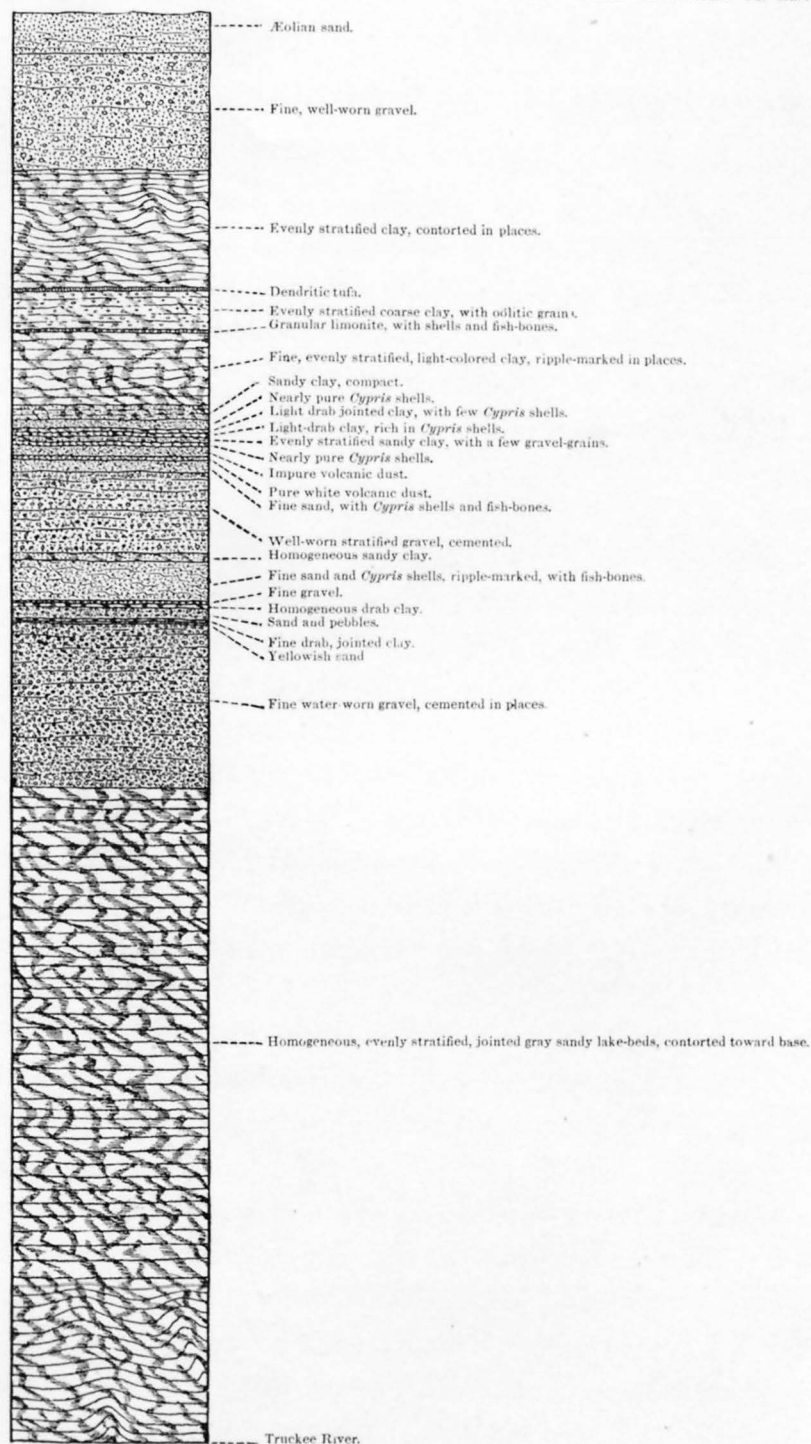 Æolian sand.
Fine, well-worn gravel.
Evenly stratified clay, contorted in places.
Dendritic tufa.
Evenly stratified coarse clay, with oölitic grains.
Granular limonite, with shells and fish-bones.
Fine, evenly stratified, light-colored clay, ripple-marked in places.
Sandy clay, compact.
Nearly pure Cypris shells.
Light drab jointed clay, with few Cypris shells.
Light-drab clay, rich in Cypris shells.
Evenly stratified sandy clay, with a few gravel-grains.
Nearly pure Cypris shells.
Impure volcanic dust.
Pure white volcanic dust.
Fine sand, with Cypris shells and fish-bones.
Well-worn stratified gravel, cemented.
Homogeneous sandy clay.
Fine sand and Cypris shells, ripple-marked, with fish-bones.
Fine gravel.
Homogeneous drab clay.
Sand and pebbles.
Fine drab, jointed clay.
Yellowish sand
Fine water-worn gravel, cemented in places.
Homogeneous, evenly stratified, jointed gray sandy lake-beds, contorted toward base.
Truckee River.